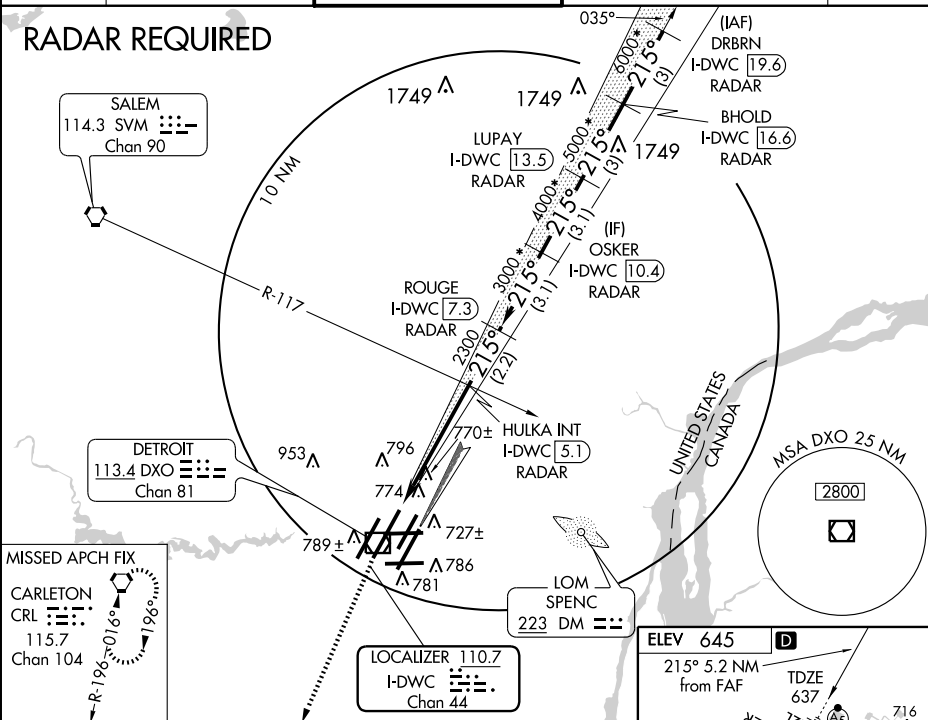 RADAR REQUIRED
SALEM
114.3 SVM
Chan 90
10 NM
R-117
1749
1749
1749
035°
(IAF)
DRBRN
I-DWC 19.6
RADAR
6000*
215°
(3)
BHOLD
I-DWC 16.6
RADAR
5000*
215°
(3)
LUPAY
I-DWC 13.5
RADAR
4000*
215°
(3.1)
(IF)
OSKER
I-DWC 10.4
RADAR
3000*
215°
(3.1)
ROUGE
I-DWC 7.3
RADAR
2300
215°
(2.2)
HULKA INT
I-DWC 5.1
RADAR
UNITED STATES
CANADA
MSA DXO 25 NM
2800
DETROIT
113.4 DXO
Chan 81
953
796
770±
774
789±
727±
786
781
LOM
SPENC
223 DM
LOCALIZER 110.7
I-DWC
Chan 44
MISSED APCH FIX
CARLETON
CRL
115.7
Chan 104
R-196
016°
196°
ELEV 645
D
215° 5.2 NM
from FAF
TDZE
637
716
A5